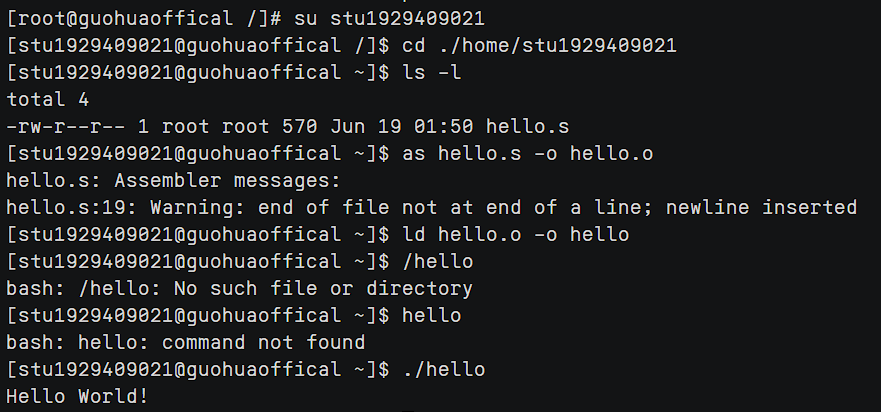 [root@guohuaoffical /]# su stu1929409021
[stu1929409021@guohuaoffical /]$ cd ./home/stu1929409021
[stu1929409021@guohuaoffical ~]$ ls -l
total 4
-rw-r--r-- 1 root root 570 Jun 19 01:50 hello.s
[stu1929409021@guohuaoffical ~]$ as hello.s -o hello.o
hello.s: Assembler messages:
hello.s:19: Warning: end of file not at end of a line; newline inserted
[stu1929409021@guohuaoffical ~]$ ld hello.o -o hello
[stu1929409021@guohuaoffical ~]$ /hello
bash: /hello: No such file or directory
[stu1929409021@guohuaoffical ~]$ hello
bash: hello: command not found
[stu1929409021@guohuaoffical ~]$ ./hello
Hello World!